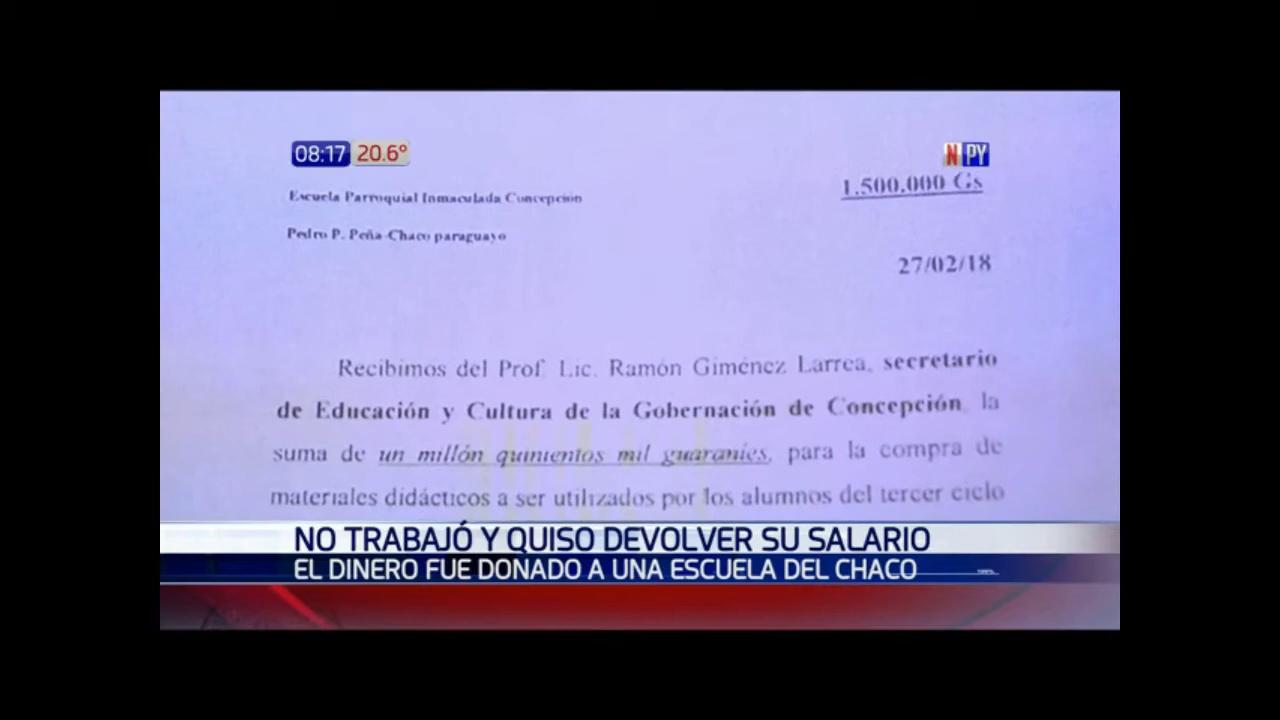 08:17 20.6°
N PY
1.500.000 Gs
Escuela Parroquial Inmaculada Concepción
Pedro P. Peña-Chaco paraguayo
27/02/18
Recibimos del Prof. Lic. Ramón Giménez Larrea, secretario
de Educación y Cultura de la Gobernación de Concepción, la
suma de un millón quinientos mil guaraníes, para la compra de
materiales didácticos a ser utilizados por los alumnos del tercer ciclo
NO TRABAJÓ Y QUISO DEVOLVER SU SALARIO
EL DINERO FUE DONADO A UNA ESCUELA DEL CHACO